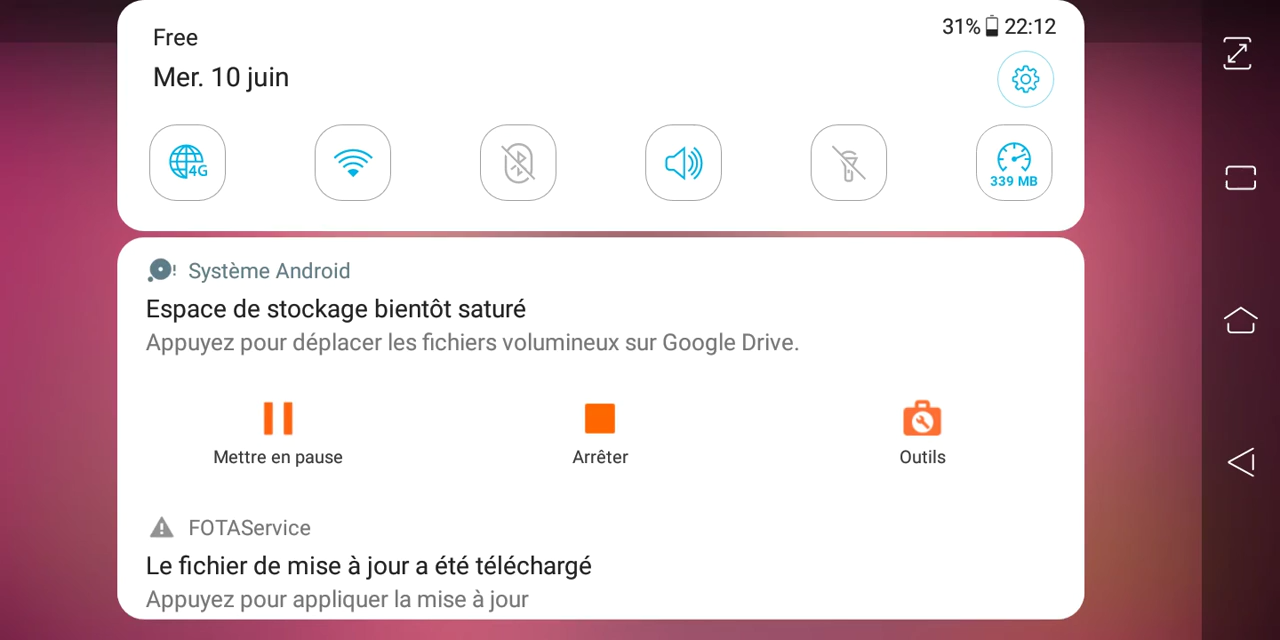 Free
31% 22:12
Mer. 10 juin
4G
339 MB
Système Android
Espace de stockage bientôt saturé
Appuyez pour déplacer les fichiers volumineux sur Google Drive.
Mettre en pause
Arrêter
Outils
FOTAService
Le fichier de mise à jour a été téléchargé
Appuyez pour appliquer la mise à jour